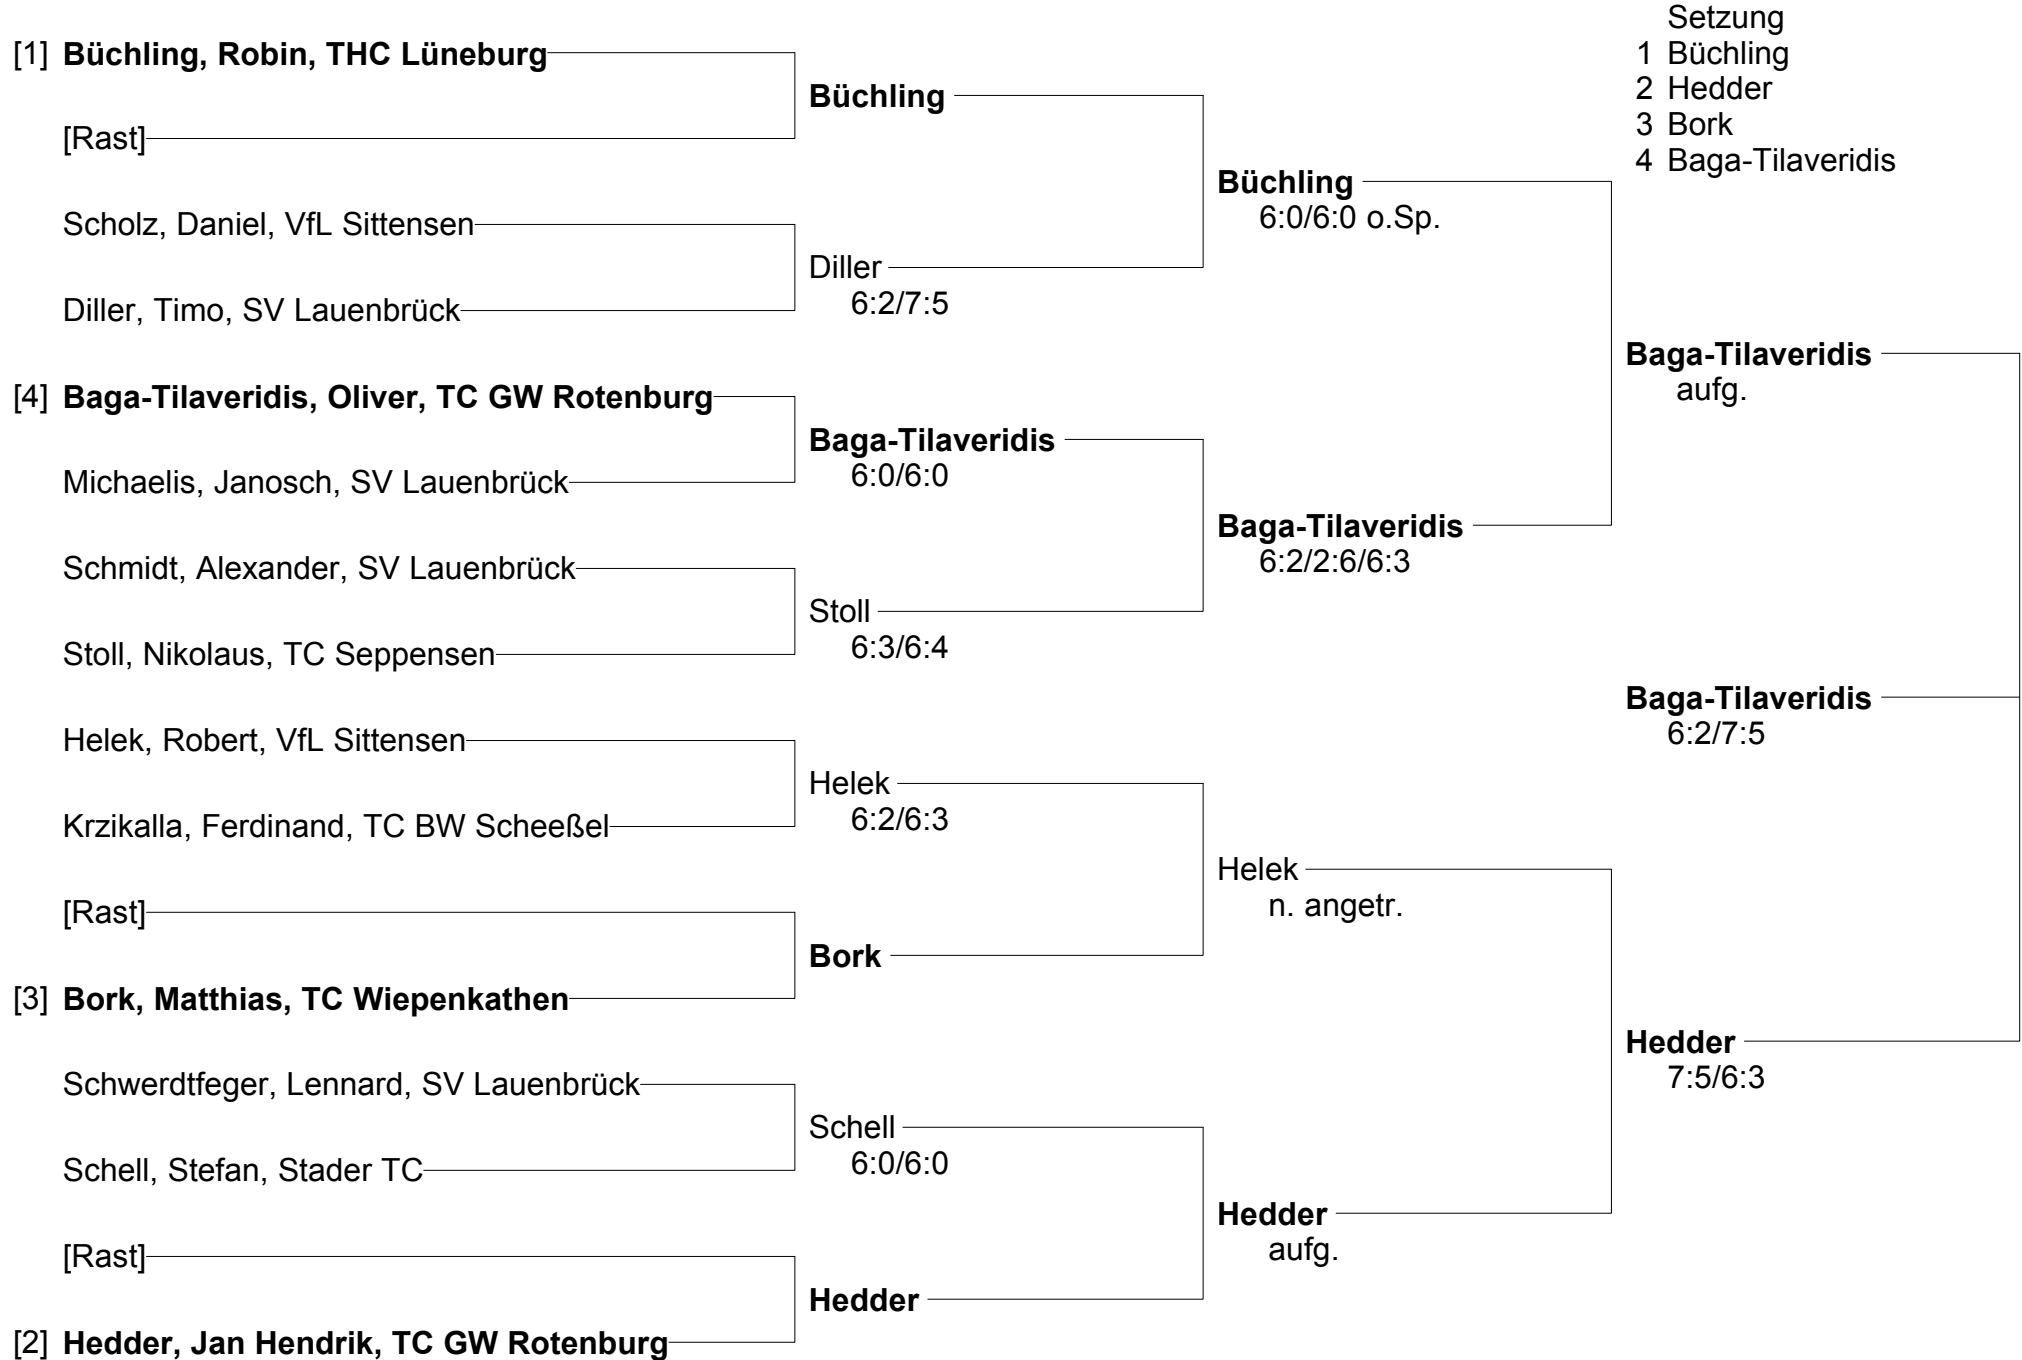 Setzung
1 Büchling
2 Hedder
3 Bork
4 Baga-Tilaveridis
[1] Büchling, Robin, THC Lüneburg
[Rast]
Scholz, Daniel, VfL Sittensen
Diller, Timo, SV Lauenbrück
[4] Baga-Tilaveridis, Oliver, TC GW Rotenburg
Michaelis, Janosch, SV Lauenbrück
Schmidt, Alexander, SV Lauenbrück
Stoll, Nikolaus, TC Seppensen
Helek, Robert, VfL Sittensen
Krzikalla, Ferdinand, TC BW Scheeßel
[Rast]
[3] Bork, Matthias, TC Wiepenkathen
Schwerdtfeger, Lennard, SV Lauenbrück
Schell, Stefan, Stader TC
[Rast]
[2] Hedder, Jan Hendrik, TC GW Rotenburg
Büchling
Diller
6:2/7:5
Baga-Tilaveridis
6:0/6:0
Stoll
6:3/6:4
Helek
6:2/6:3
Bork
Schell
6:0/6:0
Hedder
Büchling
6:0/6:0 o.Sp.
Baga-Tilaveridis
6:2/2:6/6:3
Helek
n. angetr.
Hedder
aufg.
Baga-Tilaveridis
aufg.
Baga-Tilaveridis
6:2/7:5
Hedder
7:5/6:3